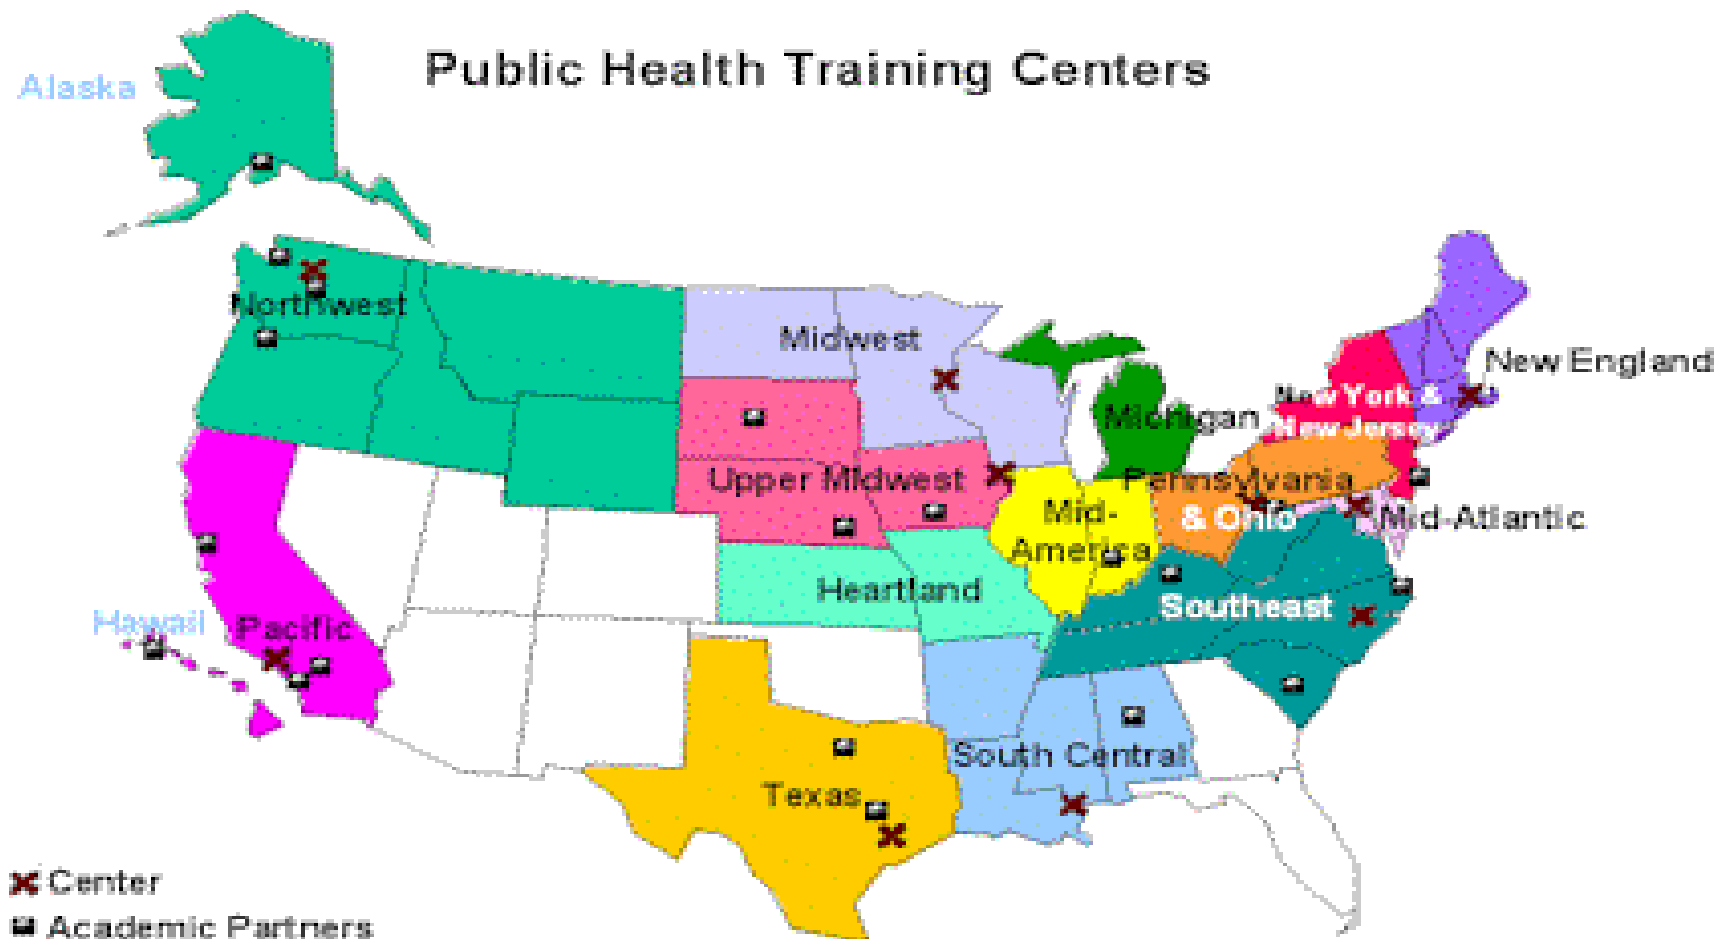 Public Health Training Centers
Alaska
Northwest
Midwest
New England
Michigan
New York &
New Jersey
Upper Midwest
Pennsylvania
& Ohio
Mid-Atlantic
Mid-
America
Heartland
Southeast
Hawaii
Pacific
South Central
Texas
Center
Academic Partners